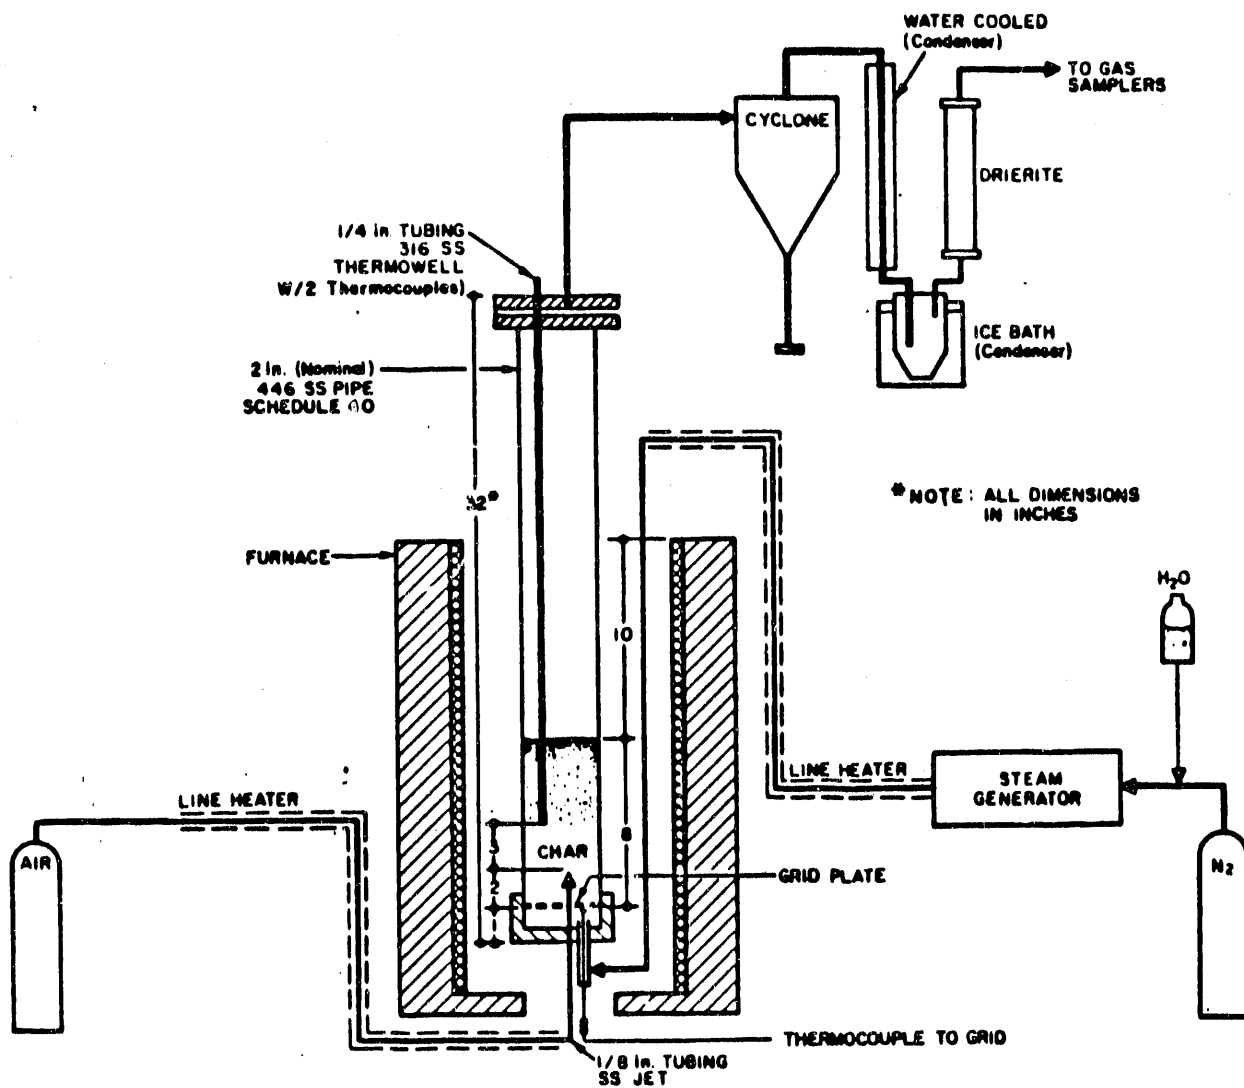 WATER COOLED
(Condenser)
TO GAS
SAMPLERS
CYCLONE
DRIERITE
1/4 in. TUBING
316 SS
THERMOWELL
W/2 Thermocouples)
ICE BATH
(Condenser)
2 in. (Nominal)
446 SS PIPE
SCHEDULE
*NOTE: ALL DIMENSIONS
IN INCHES
FURNACE
H2O
10
LINE HEATER
STEAM
GENERATOR
LINE HEATER
8
3
CHAR
AIR
GRID PLATE
N2
2
THERMOCOUPLE TO GRID
1/8 in. TUBING
SS JET